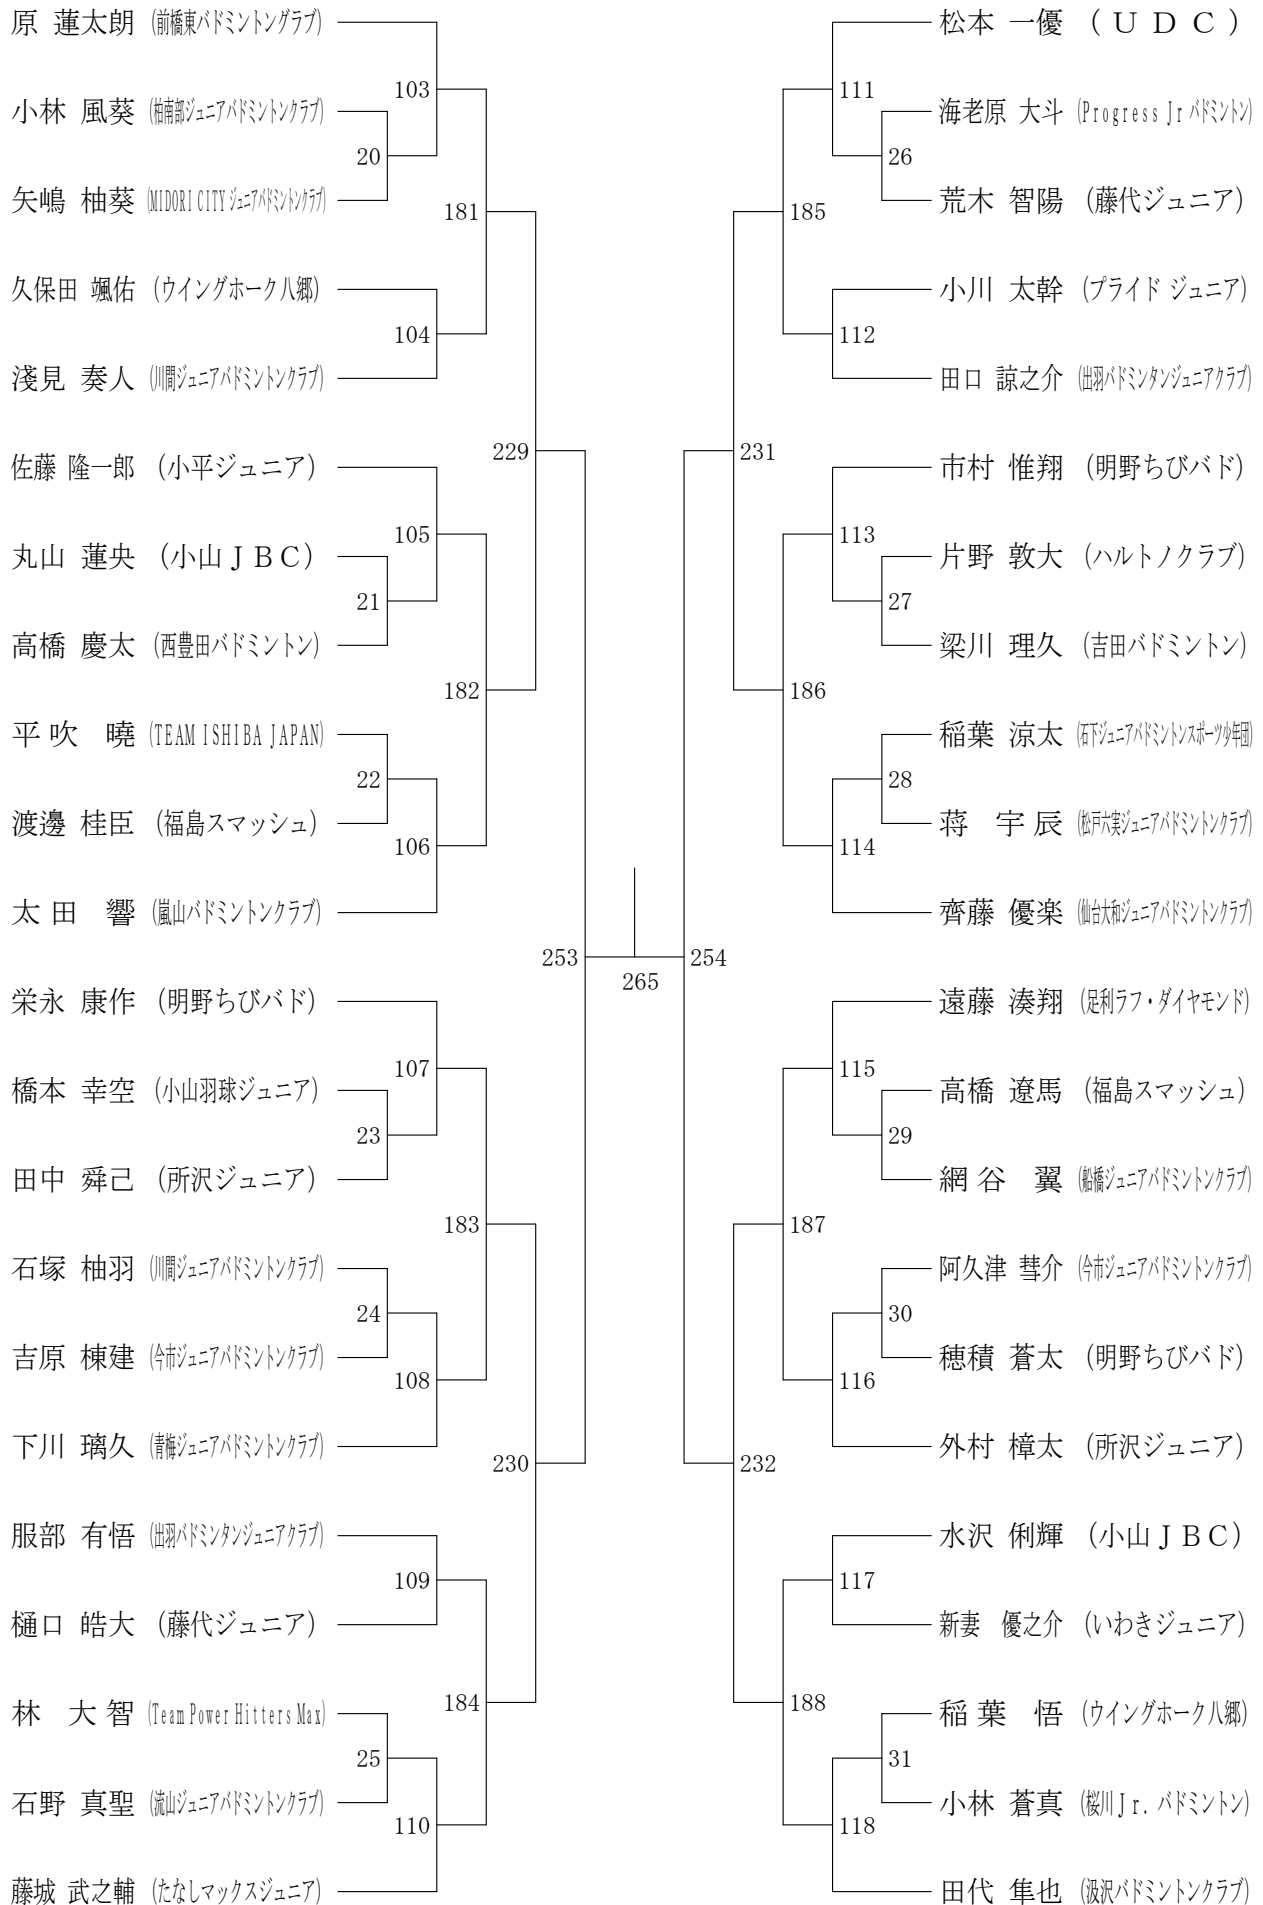 原 蓮太朗 (前橋東バドミントングラブ)
103
小林 風葵 (柏南部ジュニアバドミントンクラブ)
20
矢嶋 柚葵 (MIDORI CITY ジュニアバドミントンクラブ)
181
久保田 颯佑 (ウイングホーク八郷)
104
淺見 奏人 (川間ジュニアバドミントンクラブ)
229
佐藤 隆一郎 (小平ジュニア)
105
丸山 蓮央 (小山ＪＢＣ)
21
高橋 慶太 (西豊田バドミントン)
182
平吹 曉 (TEAM ISHIBA JAPAN)
22
渡邊 桂臣 (福島スマッシュ)
106
太田 響 (嵐山バドミントンクラブ)
253
栄永 康作 (明野ちびバド)
107
橋本 幸空 (小山羽球ジュニア)
23
田中 舜己 (所沢ジュニア)
183
石塚 柚羽 (川間ジュニアバドミントンクラブ)
24
吉原 棟建 (今市ジュニアバドミントンクラブ)
108
下川 璃久 (青梅ジュニアバドミントンクラブ)
230
服部 有悟 (出羽バドミンタンジュニアクラブ)
109
樋口 皓大 (藤代ジュニア)
184
林 大智 (Team Power Hitters Max)
25
石野 真聖 (流山ジュニアバドミントンクラブ)
110
藤城 武之輔 (たなしマックスジュニア)
265
松本 一優 (ＵＤＣ)
111
海老原 大斗 (Progress Jr バドミントン)
26
荒木 智陽 (藤代ジュニア)
185
小川 太幹 (プライド ジュニア)
112
田口 諒之介 (出羽バドミンタンジュニアクラブ)
231
市村 惟翔 (明野ちびバド)
113
片野 敦大 (ハルトノクラブ)
27
梁川 理久 (吉田バドミントン)
186
稲葉 涼太 (石下ジュニアバドミントンスポーツ少年団)
28
蒋 宇辰 (松戸六実ジュニアバドミントンクラブ)
114
齊藤 優楽 (仙台大和ジュニアバドミントンクラブ)
254
遠藤 湊翔 (足利ラフ・ダイヤモンド)
115
高橋 遼馬 (福島スマッシュ)
29
網谷 翼 (船橋ジュニアバドミントンクラブ)
187
阿久津 彗介 (今市ジュニアバドミントンクラブ)
30
穂積 蒼太 (明野ちびバド)
116
外村 樟太 (所沢ジュニア)
232
水沢 俐輝 (小山ＪＢＣ)
117
新妻 優之介 (いわきジュニア)
188
稲葉 悟 (ウイングホーク八郷)
31
小林 蒼真 (桜川Jr. バドミントン)
118
田代 隼也 (汲沢バドミントンクラブ)